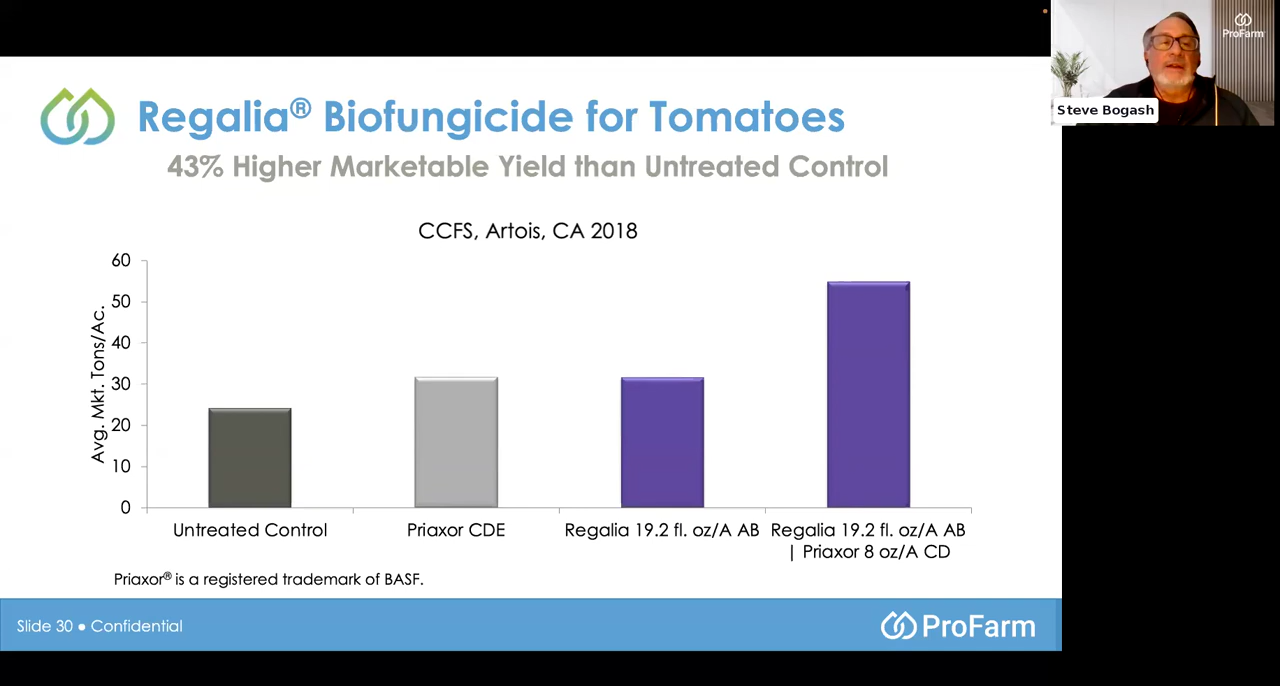 Regalia® Biofungicide for Tomatoes
43% Higher Marketable Yield than Untreated Control
CCFS, Artois, CA 2018
Avg. Mkt. Tons/Ac.
60
50
40
30
20
10
0
Untreated Control
Priaxor CDE
Regalia 19.2 fl. oz/A AB
Regalia 19.2 fl. oz/A AB
| Priaxor 8 oz/A CD
Priaxor® is a registered trademark of BASF.
Slide 30 ● Confidential
ProFarm
ProFarm
Steve Bogash